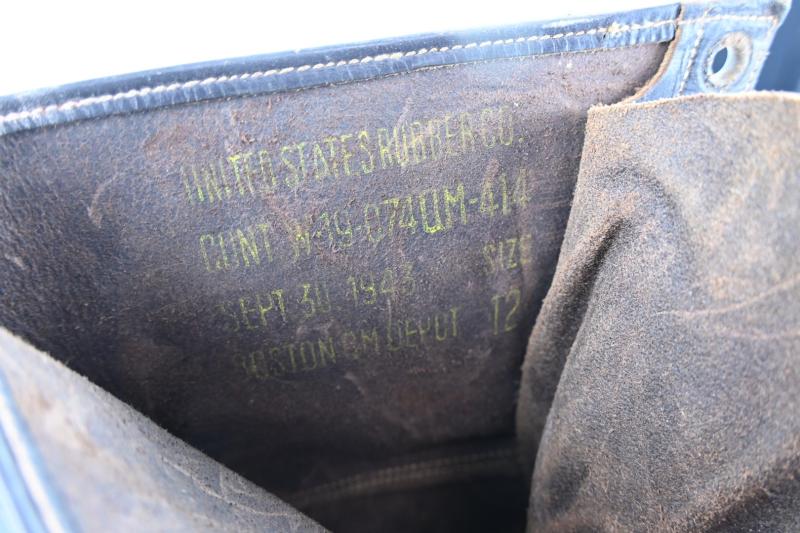 UNITED STATES RUBBER CO.
CONT W-19-074QM-414
SEPT 30 1943 SIZE
BOSTON QM DEPOT 12